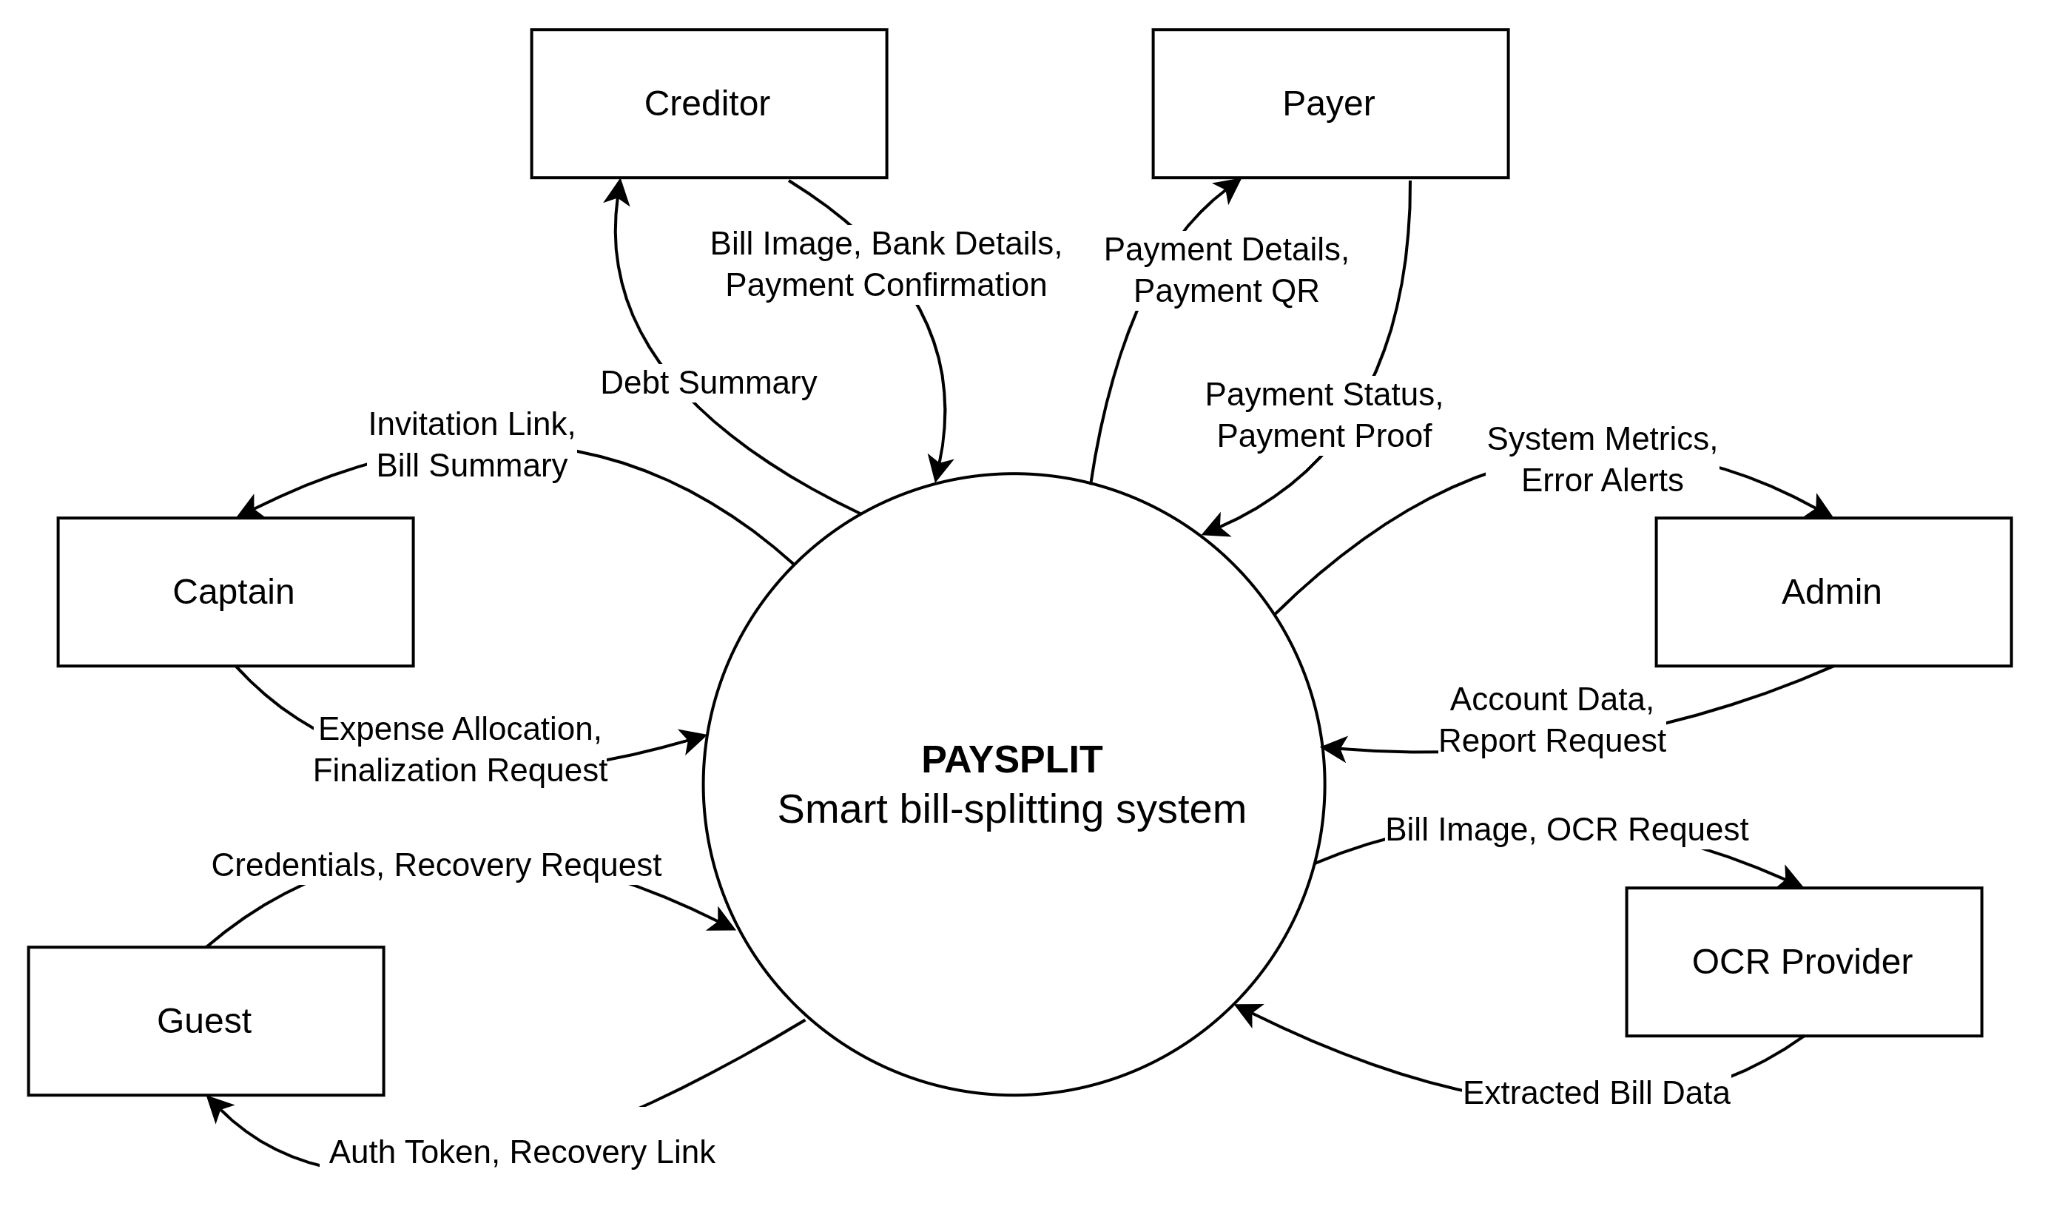 Creditor
Payer
Bill Image, Bank Details,
Payment Confirmation
Payment Details,
Payment QR
Debt Summary
Payment Status,
Payment Proof
Invitation Link,
Bill Summary
System Metrics,
Error Alerts
Captain
Admin
Expense Allocation,
Finalization Request
Account Data,
Report Request
PAYSPLIT
Smart bill-splitting system
Credentials, Recovery Request
Bill Image, OCR Request
Guest
OCR Provider
Auth Token, Recovery Link
Extracted Bill Data